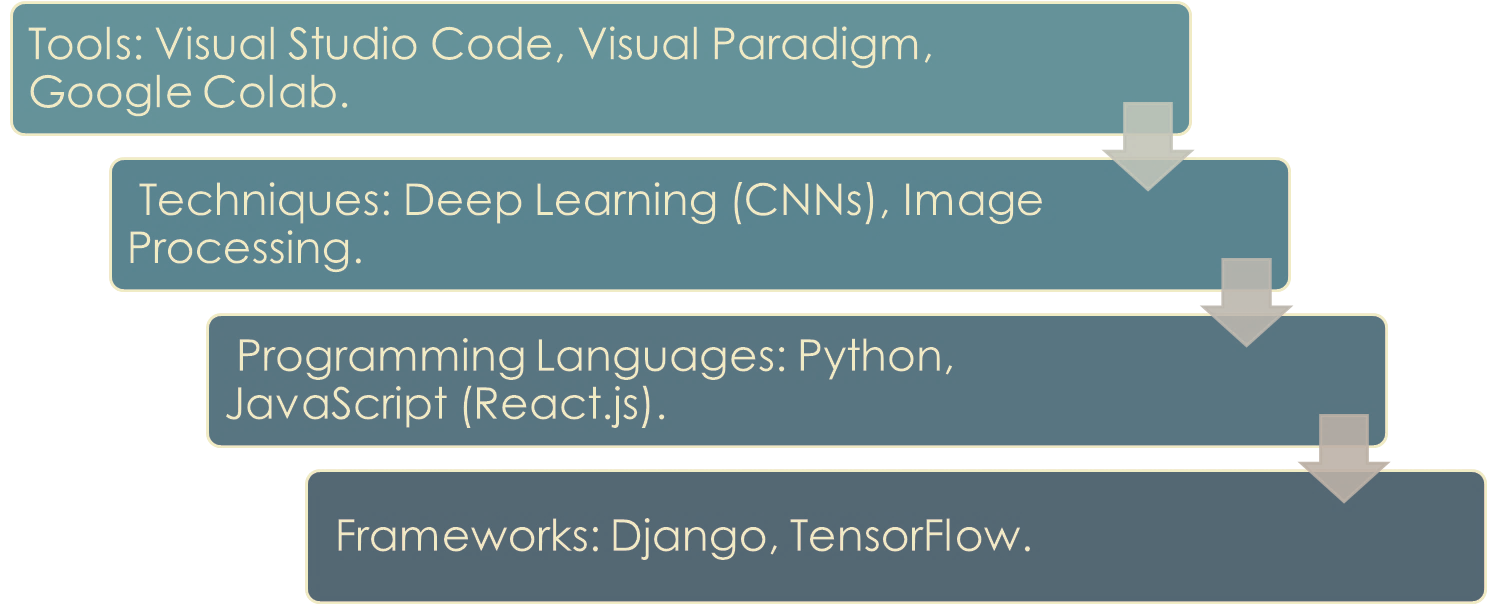 Tools: Visual Studio Code, Visual Paradigm,
Google Colab.
Techniques: Deep Learning (CNNs), Image
Processing.
Programming Languages: Python,
JavaScript (React.js).
Frameworks: Django, TensorFlow.